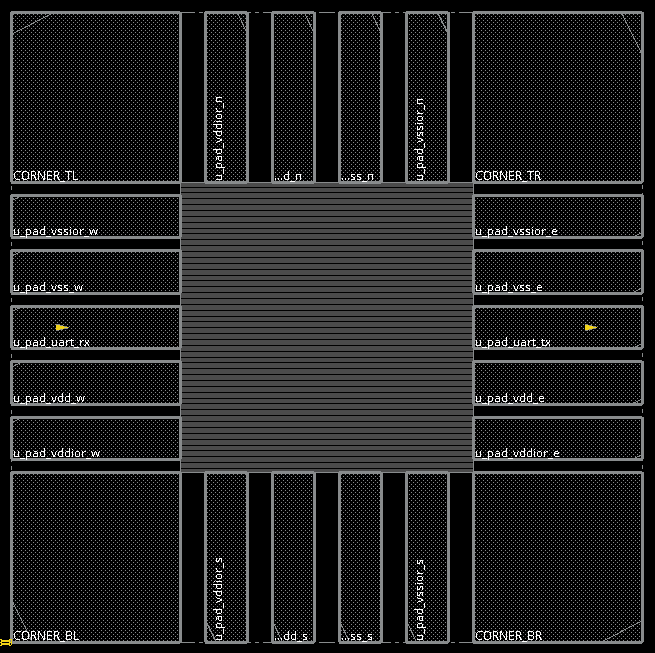 u_pad_vddior_n
u_pad_vssior_n
CORNER_TL
...d_n
...ss_n
CORNER_TR
u_pad_vssior_w
u_pad_vssior_e
u_pad_vss_w
u_pad_vss_e
u_pad_uart_rx
u_pad_uart_tx
u_pad_vdd_w
u_pad_vdd_e
u_pad_vddior_w
u_pad_vddior_e
u_pad_vddior_s
u_pad_vssior_s
CORNER_BL
...dd_s
...ss_s
CORNER_BR